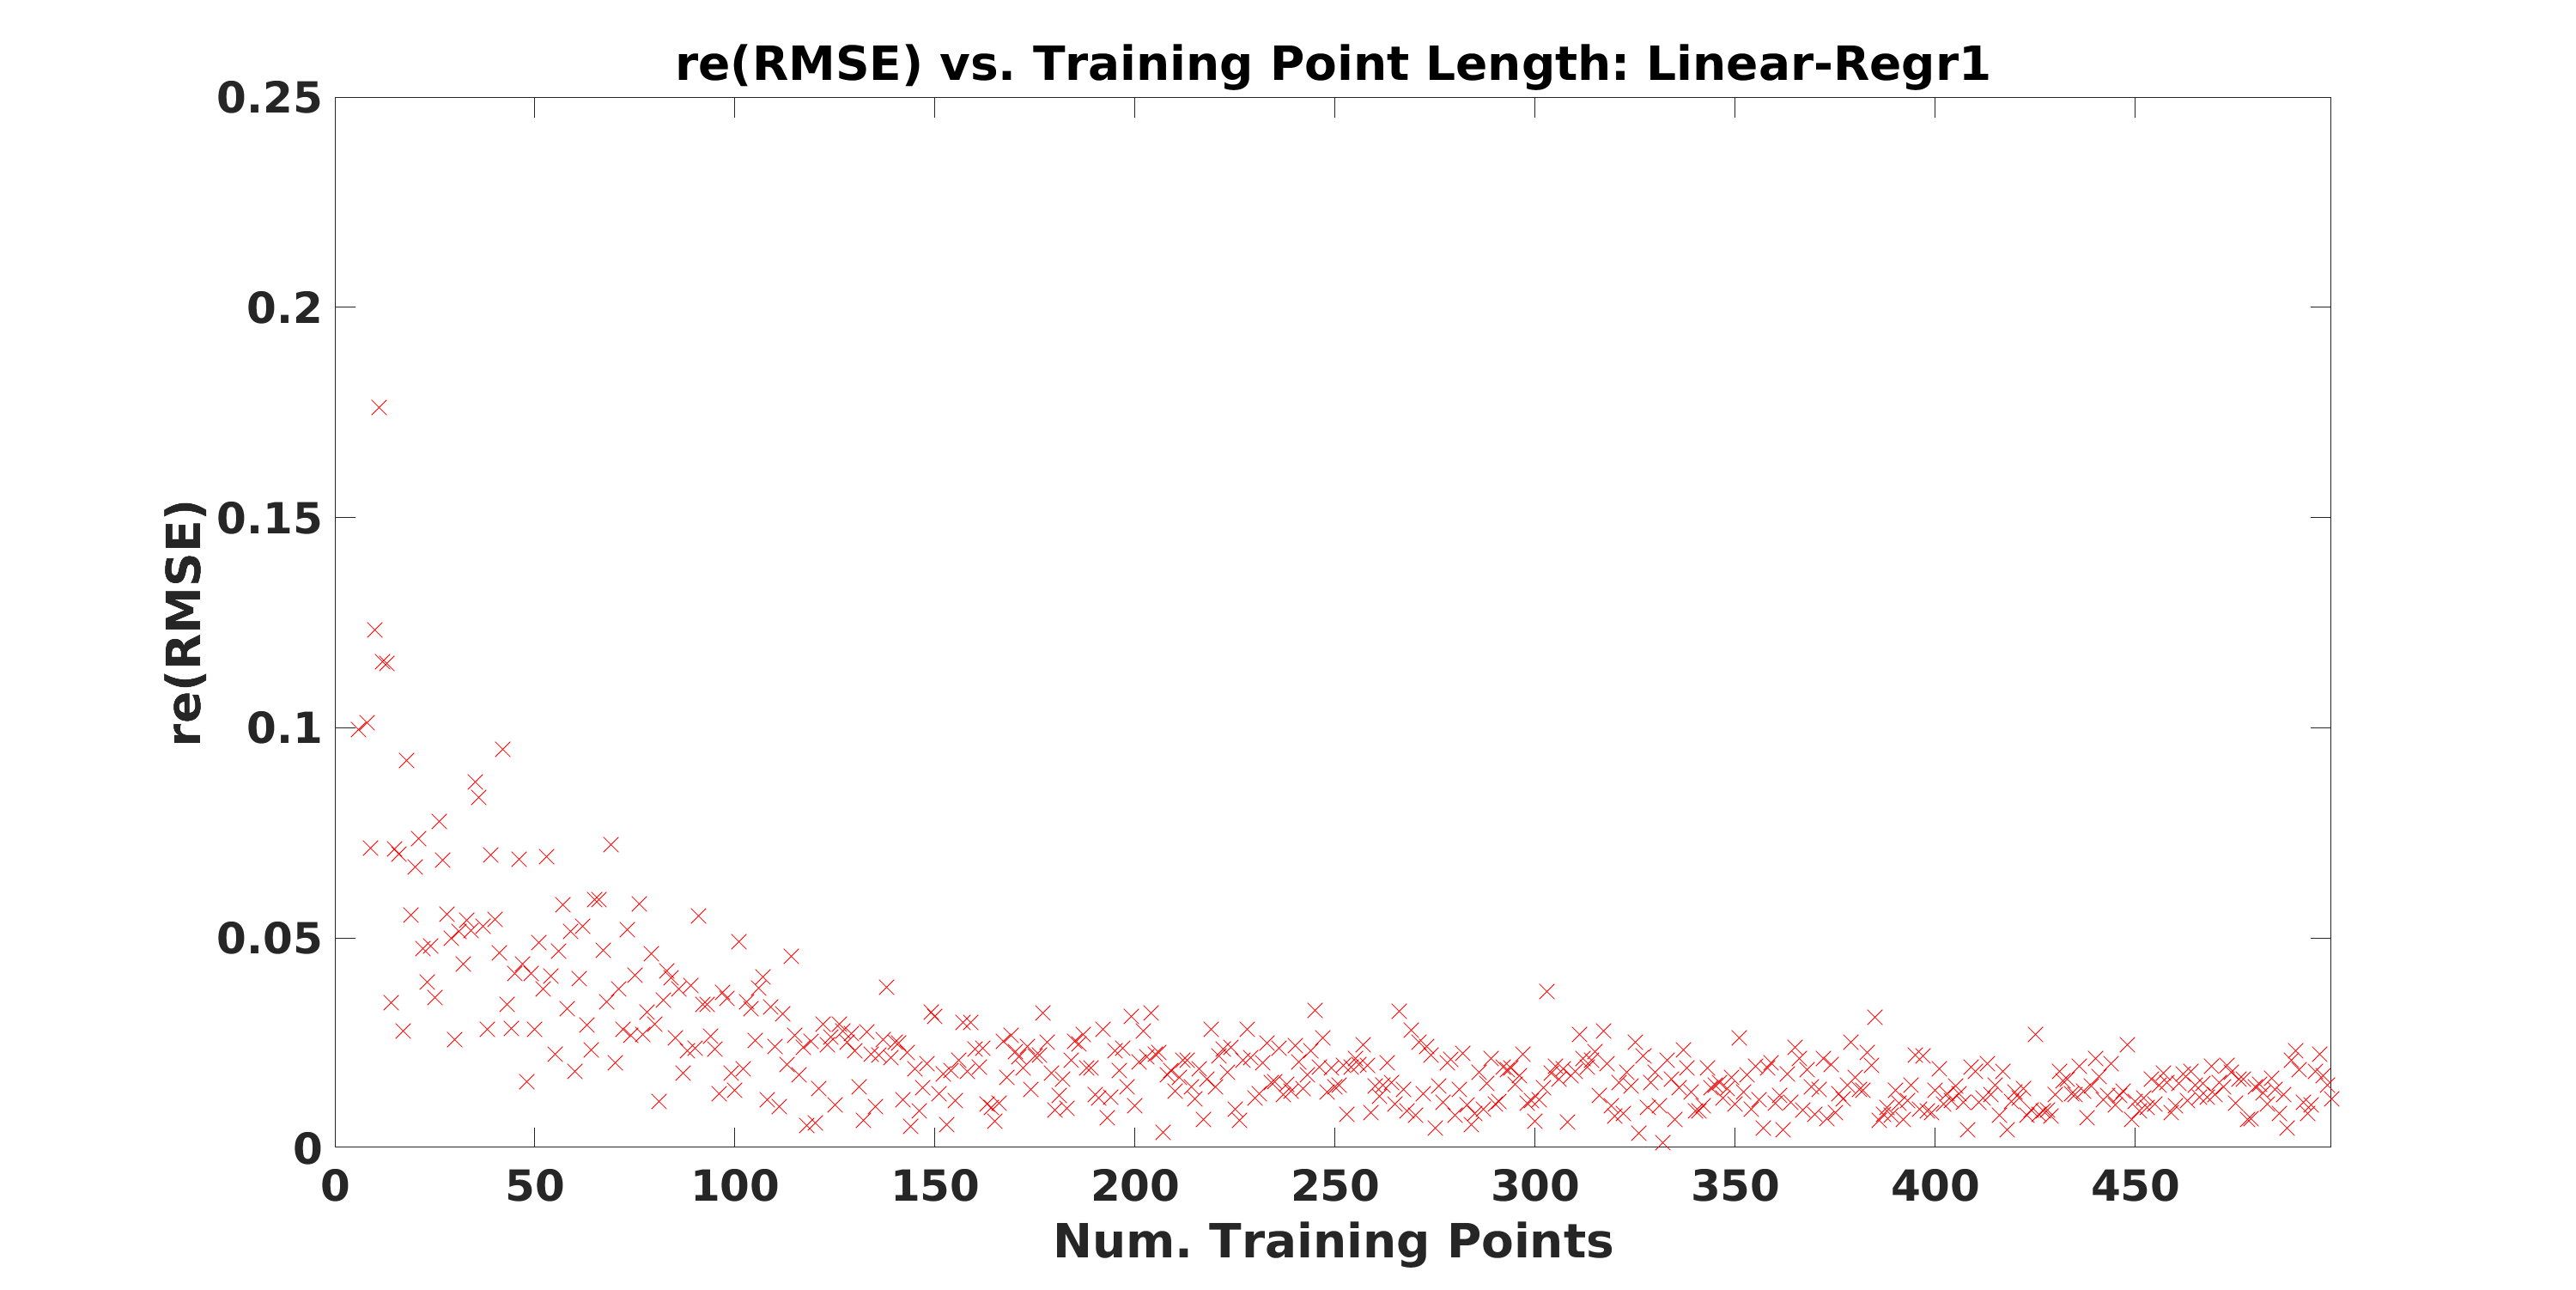 re(RMSE) vs. Training Point Length: Linear-Regr1
0.25
0.2
0.15
0.1
0.05
0
re(RMSE)
0 50 100 150 200 250 300 350 400 450
Num. Training Points